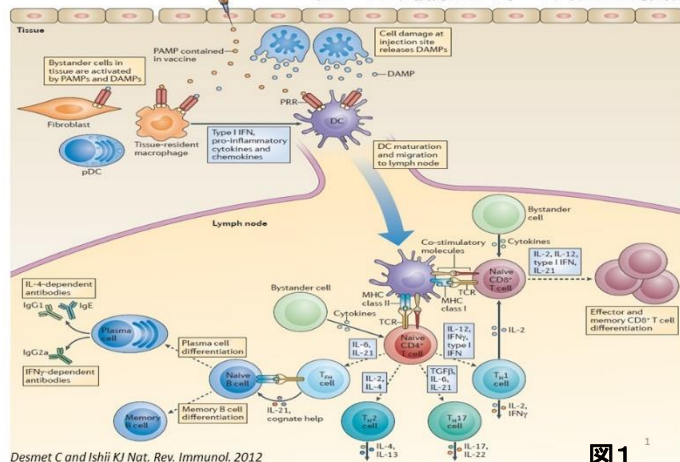 Tissue
PAMP contained
in vaccine
Cell damage at
injection site
releases DAMPs
Bystander cells in
tissue are activated
by PAMPs and DAMPs
DAMP
PRR
DC
Fibroblast
Tissue-resident
macrophage
pDC
Type I IFN,
pro-inflammatory
cytokines and
chemokines
DC maturation
and migration
to lymph node
Lymph node
Bystander
cell
Cytokines
Co-stimulatory
molecules
Naive
CD8+
T cell
IL-2, IL-12,
type I IFN,
IL-21
Effector and
memory CD8+ T cell
differentiation
MHC
class II
MHC
class I
TCR
TCR
IL-4-dependent
antibodies
IgG1
IgE
IgG2a
IFNγ-dependent
antibodies
Plasma
cell
Plasma cell
differentiation
Bystander cell
Cytokines
IL-6,
IL-21
Naive
CD4+
T cell
IL-12,
IFNγ,
type I
IFN
IL-2
Naive
B cell
TFH
cell
IL-2,
IL-4
TGFβ,
IL-6,
IL-21
TH1
cell
Memory
B cell
Memory B cell
differentiation
IL-21,
cognate help
TH2
cell
TH17
cell
IL-2,
IFNγ
IL-4,
IL-13
IL-17,
IL-22
Desmet C and Ishii KJ Nat. Rev. Immunol. 2012
1
図1